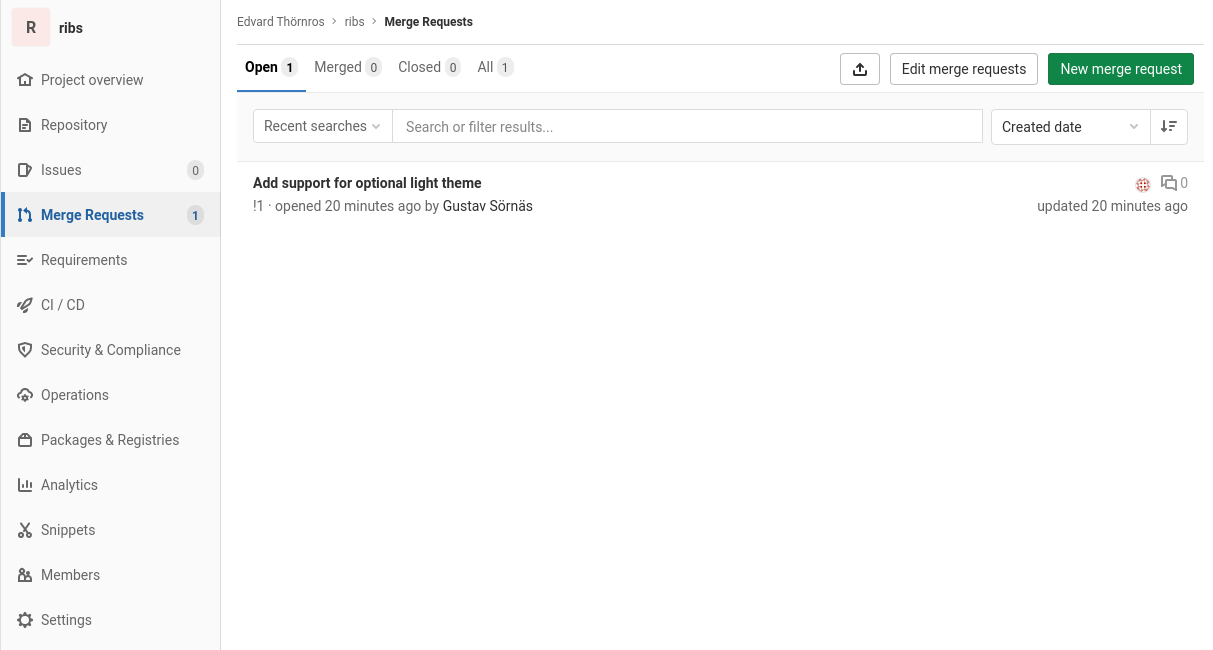 R ribs
Project overview
Repository
Issues 0
Merge Requests 1
Requirements
CI / CD
Security & Compliance
Operations
Packages & Registries
Analytics
Snippets
Members
Settings
Edvard Thörnros > ribs > Merge Requests
Open 1 Merged 0 Closed 0 All 1 Edit merge requests New merge request
Recent searches Search or filter results... Created date
Add support for optional light theme 0
!1 · opened 20 minutes ago by Gustav Sörnäs updated 20 minutes ago